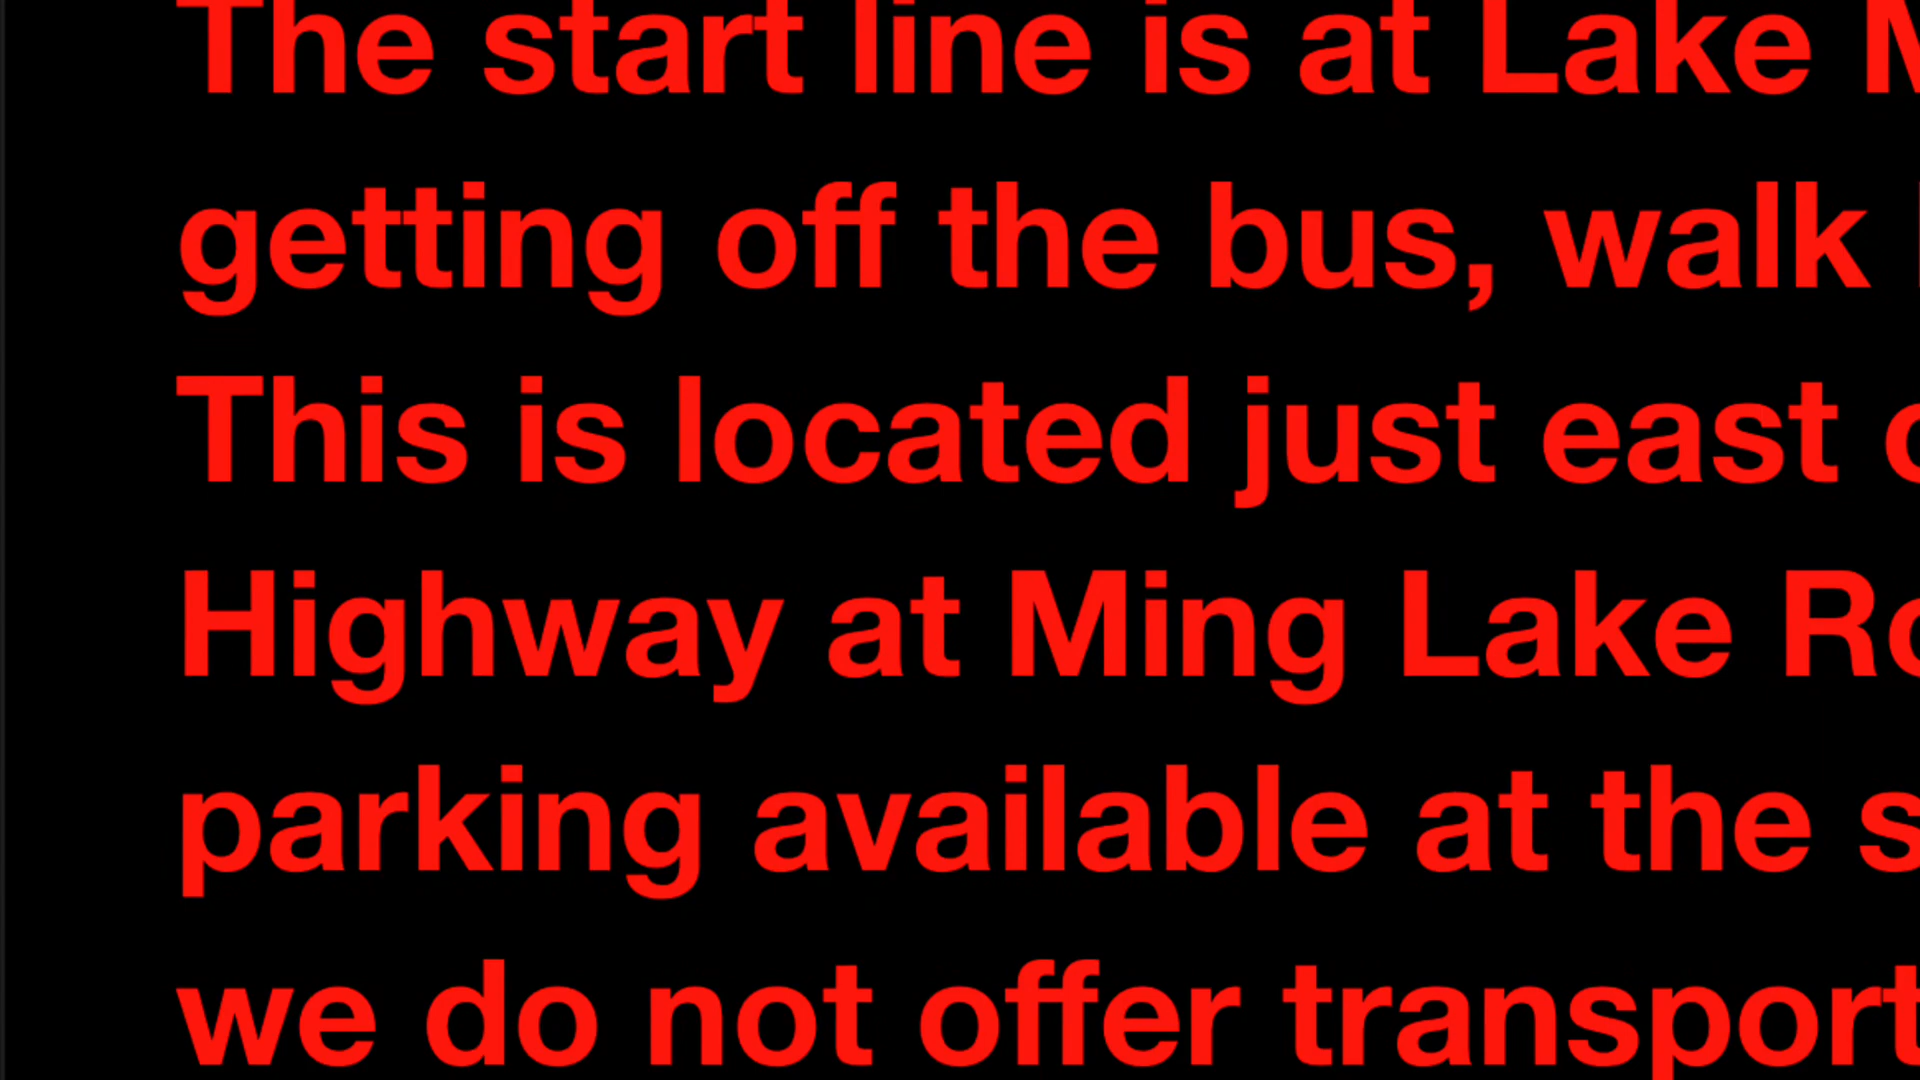 The start line is at Lake
getting off the bus, walk
This is located just east
Highway at Ming Lake
parking available at the
we do not offer transport